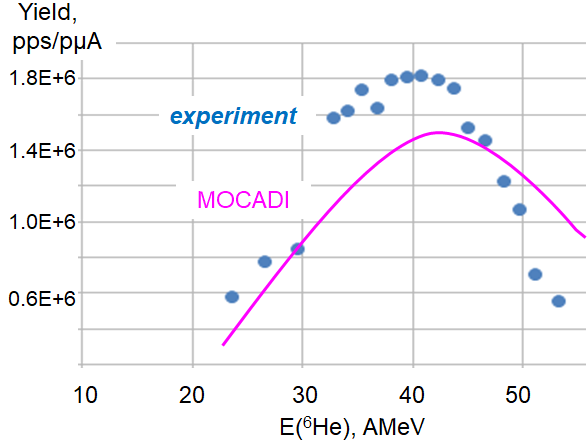 Yield,
pps/pµA
1.8E+6
experiment
1.4E+6
MOCADI
1.0E+6
0.6E+6
10 20 30 40 50
E(⁶He), AMeV